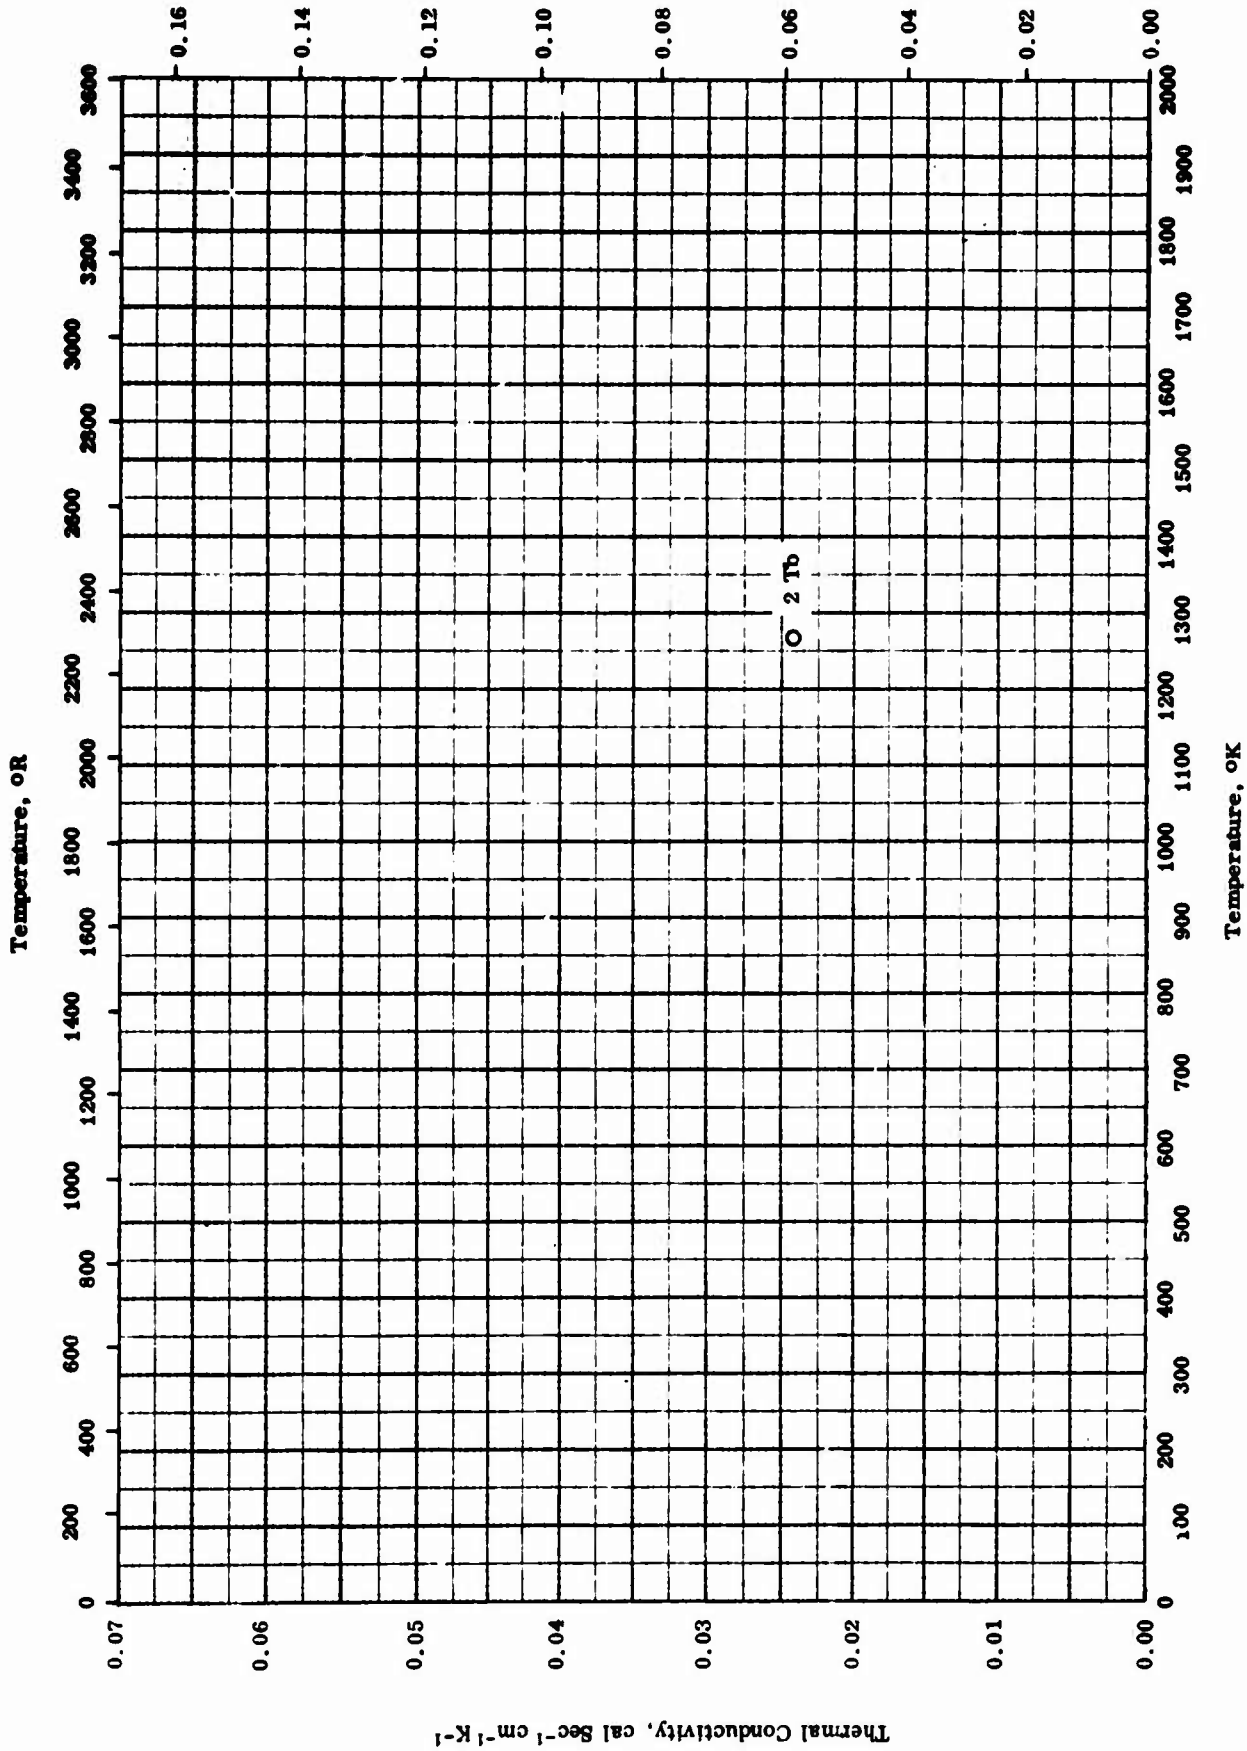 Temperature, °R
0 200 400 600 800 1000 1200 1400 1600 1800 2000 2200 2400 2600 2800 3000 3200 3400 3600
0.07
0.06
0.05
0.04
0.03
0.02
0.01
0.00
Thermal Conductivity, cal Sec⁻¹ cm⁻¹ K⁻¹
O 2 Tb
0.16
0.14
0.12
0.10
0.08
0.06
0.04
0.02
0.00
0 100 200 300 400 500 600 700 800 900 1000 1100 1200 1300 1400 1500 1600 1700 1800 1900 2000
Temperature, °K